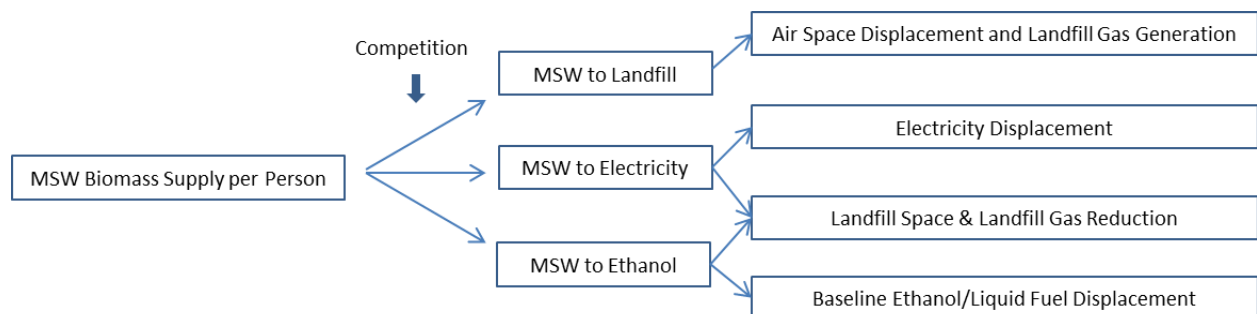 Air Space Displacement and Landfill Gas Generation
Competition
MSW to Landfill
Electricity Displacement
MSW to Electricity
MSW Biomass Supply per Person
Landfill Space & Landfill Gas Reduction
MSW to Ethanol
Baseline Ethanol/Liquid Fuel Displacement